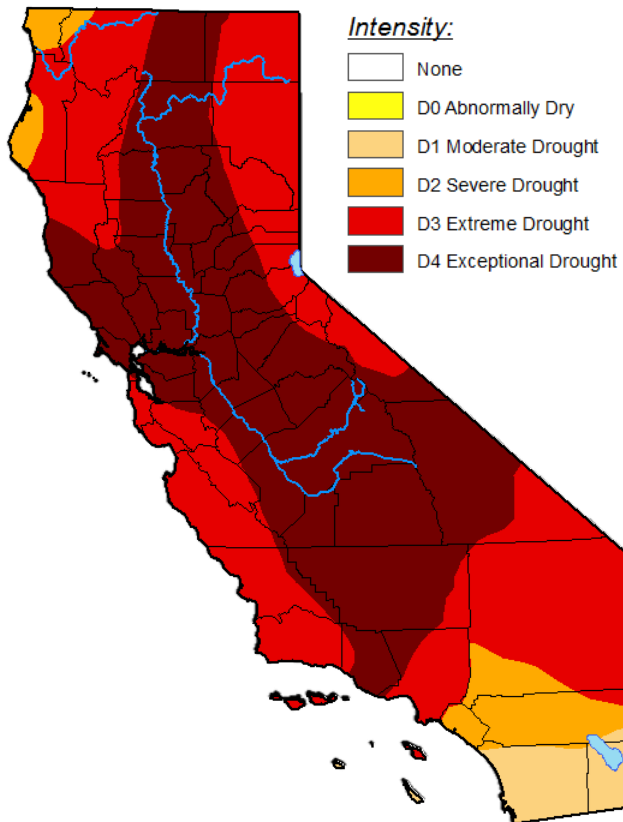 Intensity:
None
D0 Abnormally Dry
D1 Moderate Drought
D2 Severe Drought
D3 Extreme Drought
D4 Exceptional Drought